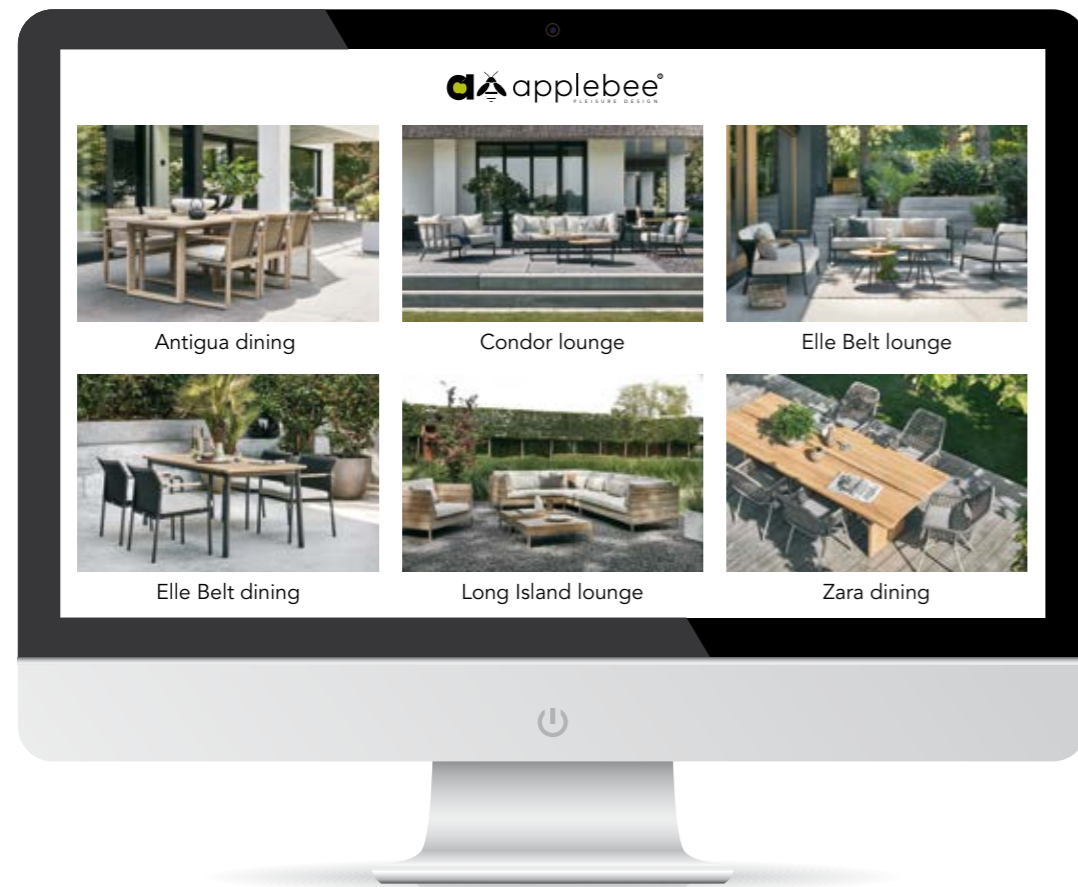 applebee®
PLEISURE DESIGN
Antigua dining
Condor lounge
Elle Belt lounge
Elle Belt dining
Long Island lounge
Zara dining